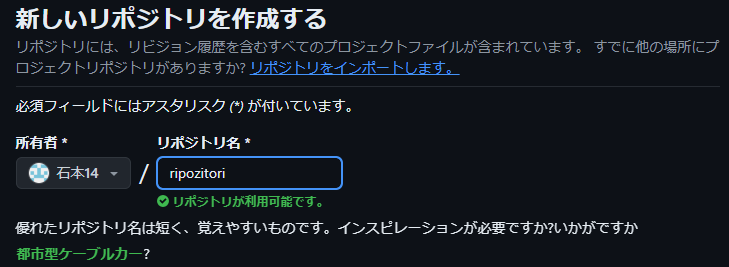 新しいリポジトリを作成する
リポジトリには、リビジョン履歴を含むすべてのプロジェクトファイルが含まれています。 すでに他の場所にプ
ロジェクトリポジトリがありますか? リポジトリをインポートします。
必須フィールドにはアスタリスク (*) が付いています。
所有者 * リポジトリ名 *
石本14 / ripozitori
リポジトリが利用可能です。
優れたリポジトリ名は短く、覚えやすいものです。インスピレーションが必要ですか?いかがですか
都市型ケーブルカー?